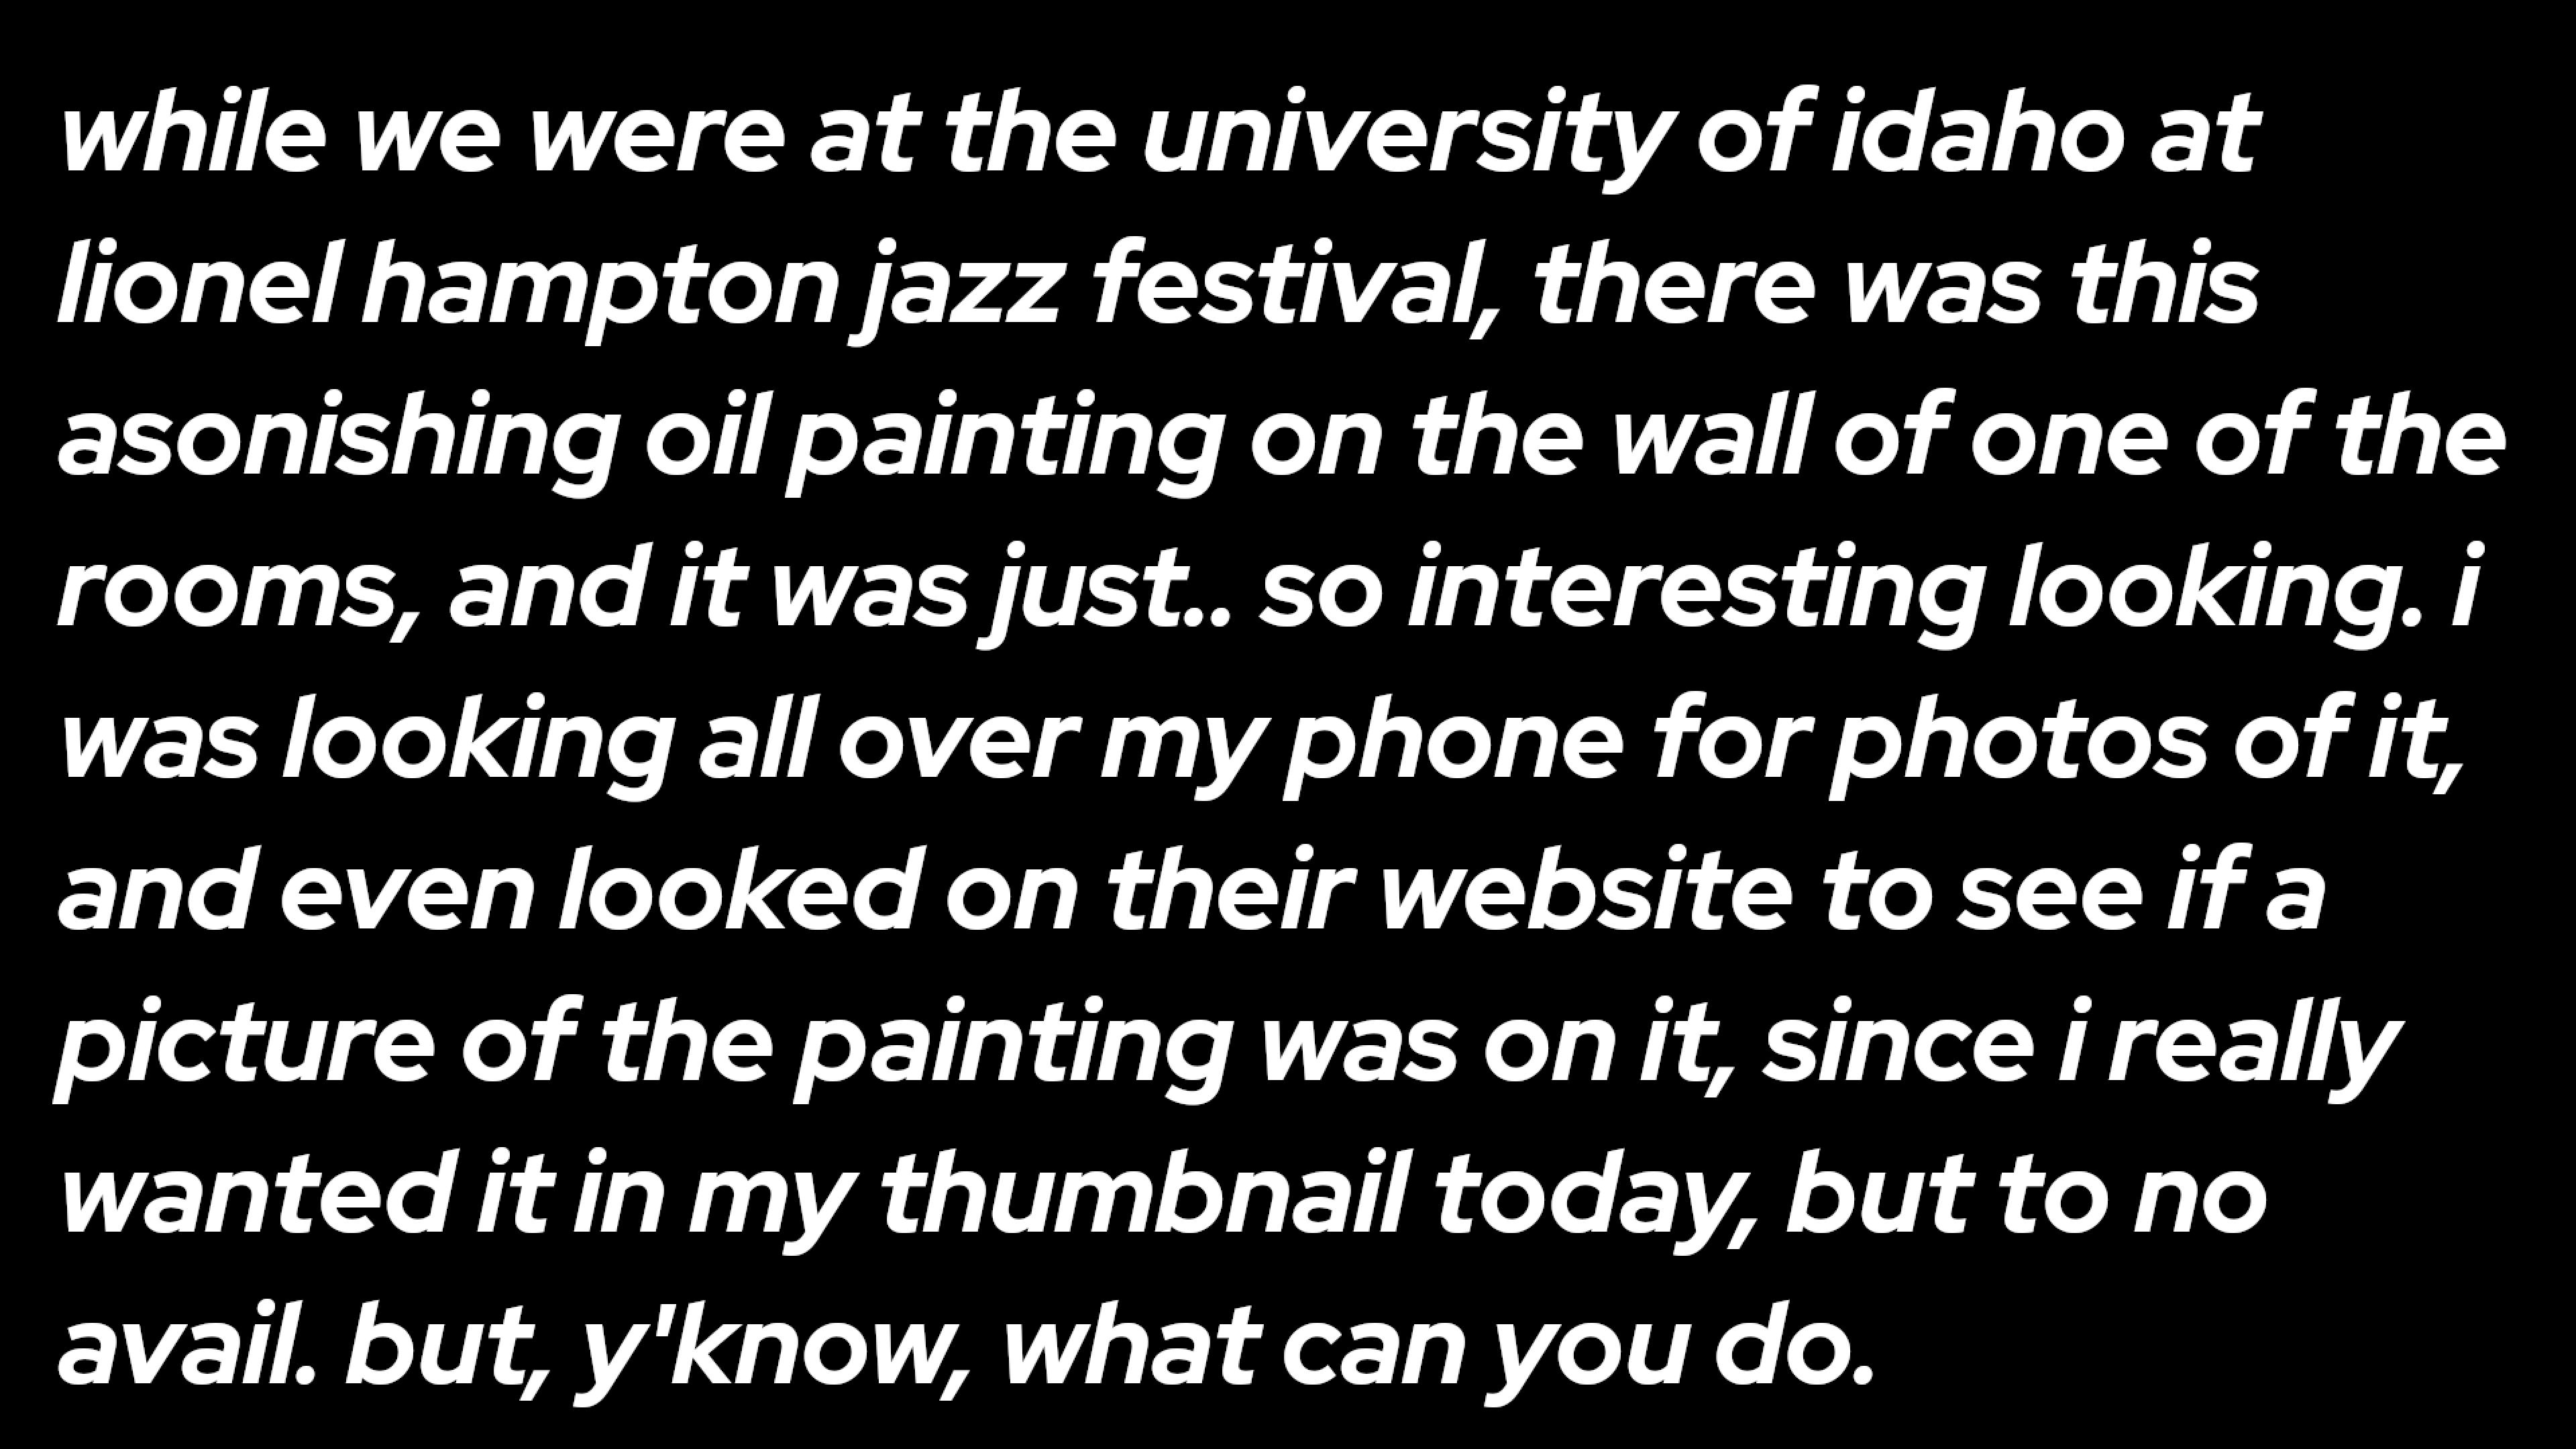 while we were at the university of idaho at
lionel hampton jazz festival, there was this
asonishing oil painting on the wall of one of the
rooms, and it was just.. so interesting looking. i
was looking all over my phone for photos of it,
and even looked on their website to see if a
picture of the painting was on it, since i really
wanted it in my thumbnail today, but to no
avail. but, y'know, what can you do.